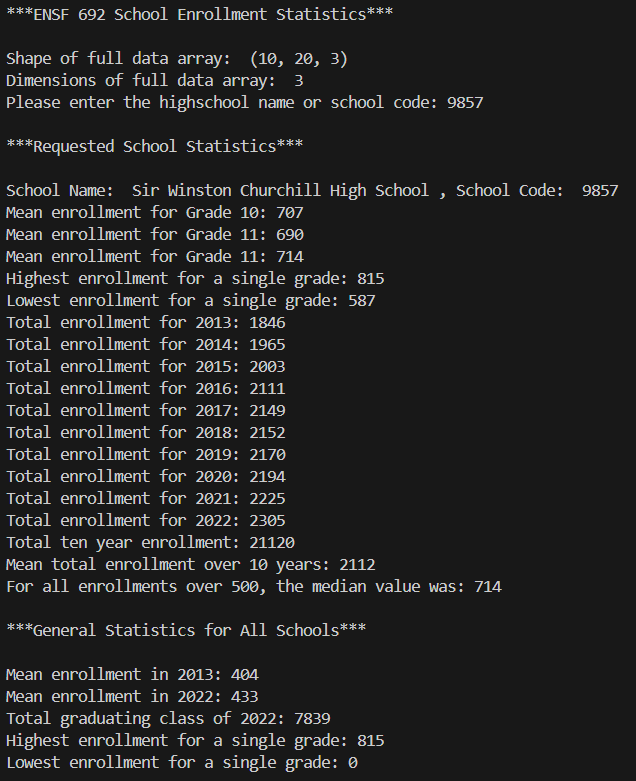 ***ENSF 692 School Enrollment Statistics***
Shape of full data array:  (10, 20, 3)
Dimensions of full data array:  3
Please enter the highschool name or school code: 9857
***Requested School Statistics***
School Name:  Sir Winston Churchill High School , School Code:  9857
Mean enrollment for Grade 10: 707
Mean enrollment for Grade 11: 690
Mean enrollment for Grade 11: 714
Highest enrollment for a single grade: 815
Lowest enrollment for a single grade: 587
Total enrollment for 2013: 1846
Total enrollment for 2014: 1965
Total enrollment for 2015: 2003
Total enrollment for 2016: 2111
Total enrollment for 2017: 2149
Total enrollment for 2018: 2152
Total enrollment for 2019: 2170
Total enrollment for 2020: 2194
Total enrollment for 2021: 2225
Total enrollment for 2022: 2305
Total ten year enrollment: 21120
Mean total enrollment over 10 years: 2112
For all enrollments over 500, the median value was: 714
***General Statistics for All Schools***
Mean enrollment in 2013: 404
Mean enrollment in 2022: 433
Total graduating class of 2022: 7839
Highest enrollment for a single grade: 815
Lowest enrollment for a single grade: 0